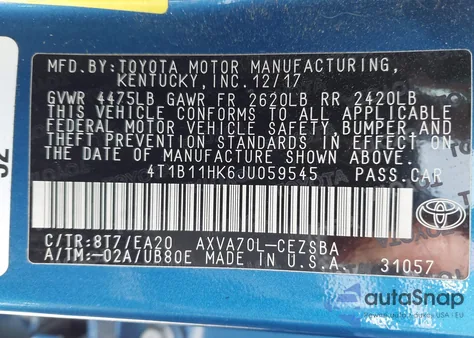 MFD.BY: TOYOTA MOTOR MANUFACTURING,
KENTUCKY, INC. 12/17
GVWR 4475LB GAWR FR 2620LB RR 2420LB
THIS VEHICLE CONFORMS TO ALL APPLICABLE
FEDERAL MOTOR VEHICLE SAFETY, BUMPER AND
THEFT PREVENTION STANDARDS IN EFFECT ON
THE DATE OF MANUFACTURE SHOWN ABOVE.
4T1B11HK6JU059545 PASS.CAR
C/TR:8T7/EA20 AXVA70L-CEZSBA
A/TM:-02A/UB80E MADE IN U.S.A. 31057
TOYOTA
autoSnap